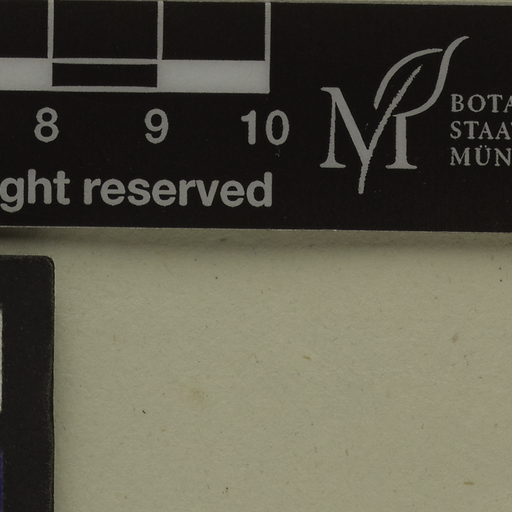 8 9 10
ght reserved
BOTA
STAA
MÜN